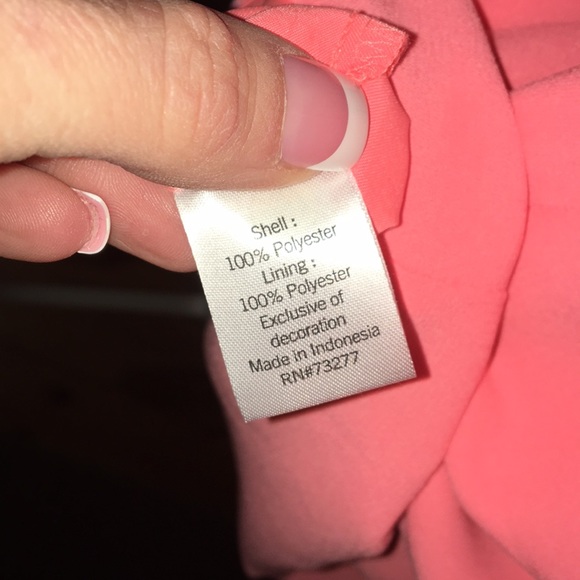 Shell :
100% Polyester
Lining :
100% Polyester
Exclusive of
decoration
Made in Indonesia
RN#73277